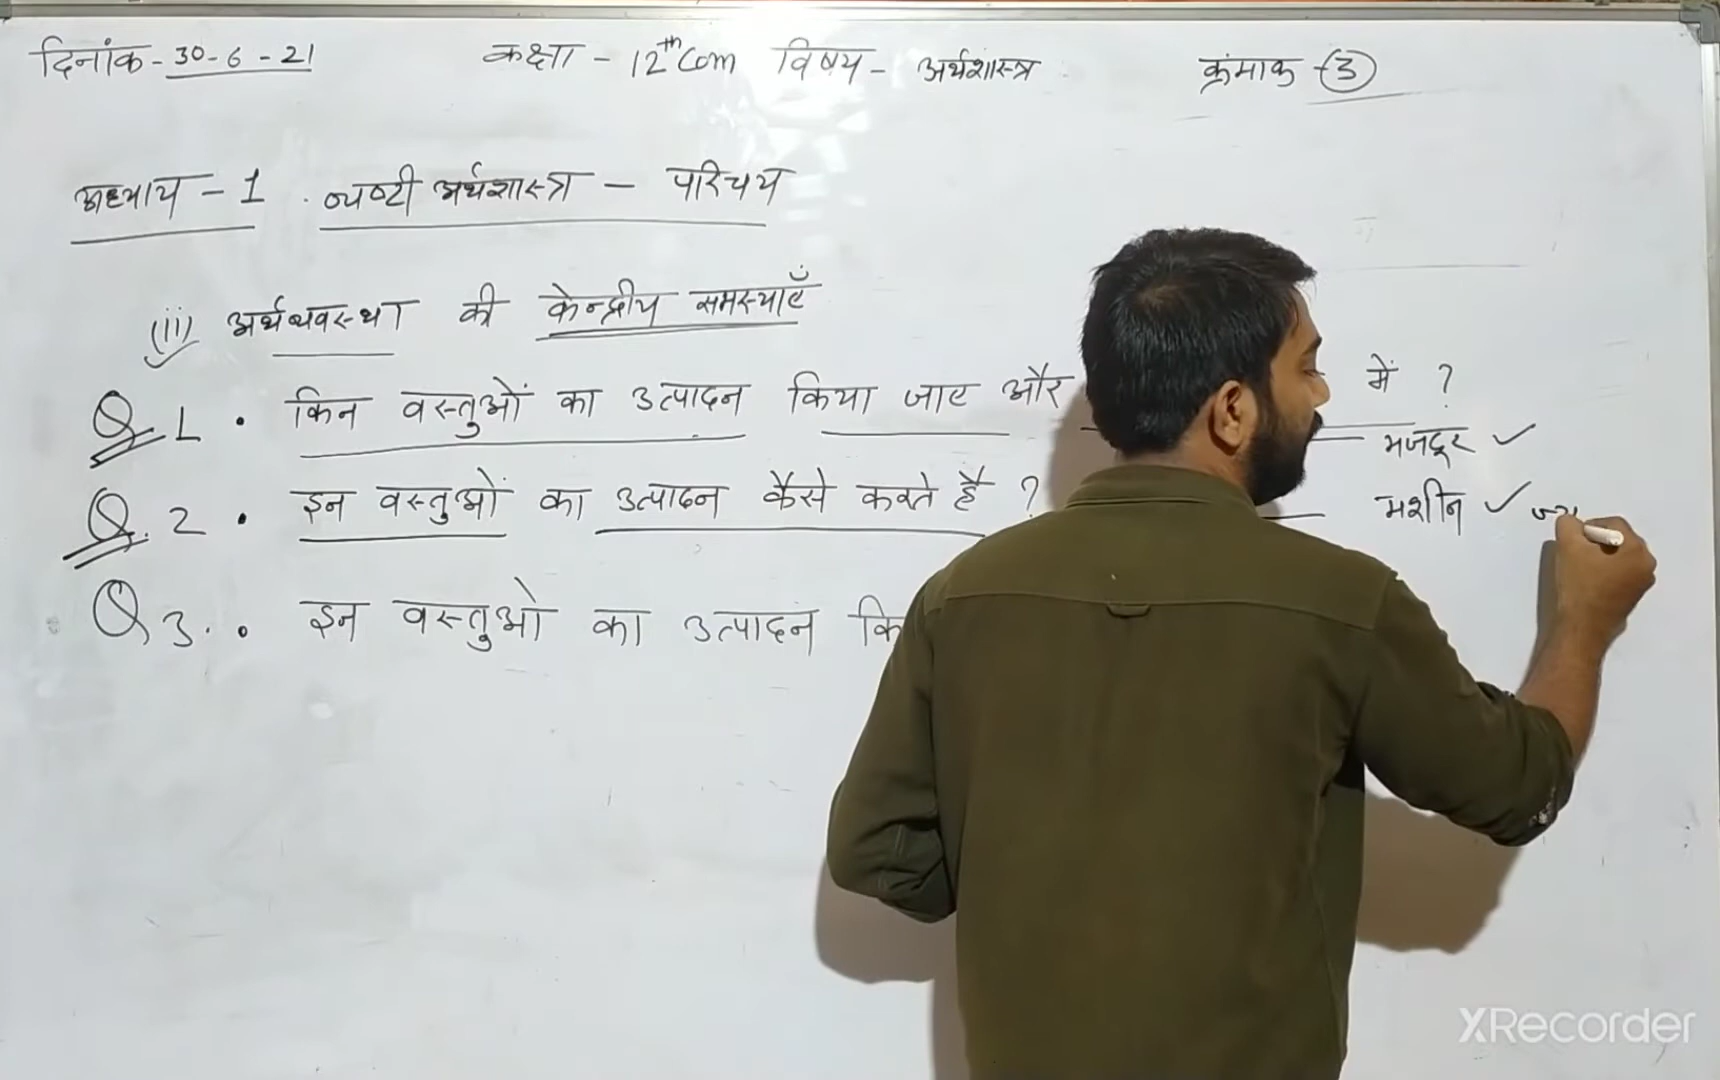 दिनांक - 30-6-21 कक्षा - 12th Com विषय - अर्थशास्त्र क्रंमाक - 3
अध्याय - 1 . व्यष्टी अर्थशास्त्र - परिचय
(ii) अर्थव्यवस्था की केन्द्रीय समस्याएँ
Q 1 . किन वस्तुओं का उत्पादन किया जाए और में ?
मजदूर ✓
Q. 2 . इन वस्तुओं का उत्पादन कैसे करते है ?
मशीन ✓
Q 3. . इन वस्तुओ का उत्पादन कि
XRecorder